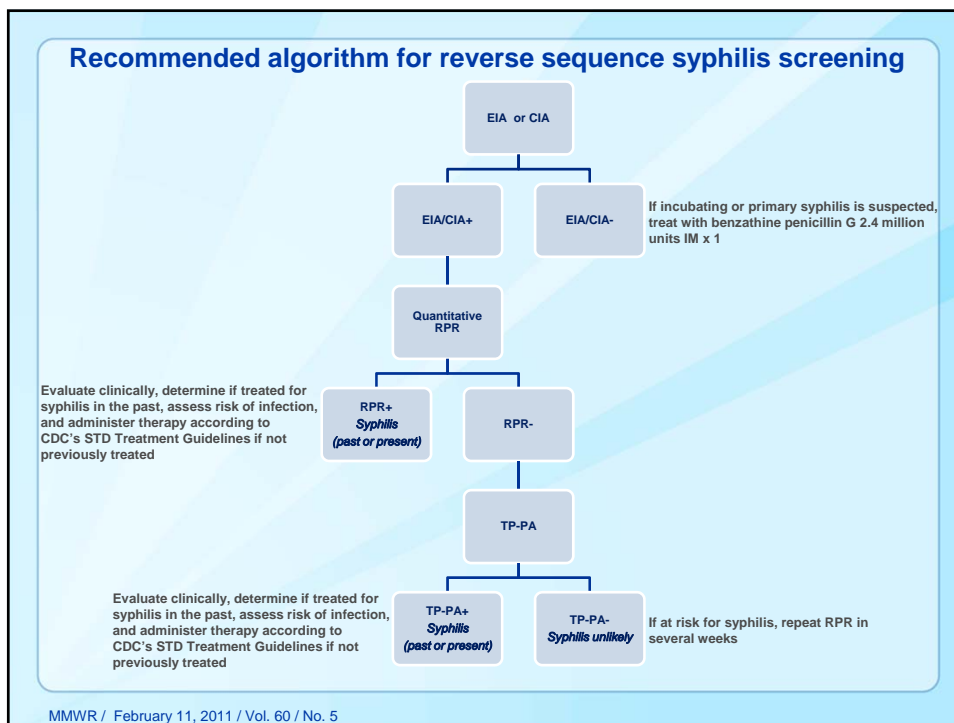 Recommended algorithm for reverse sequence syphilis screening
EIA or CIA
EIA/CIA+
EIA/CIA-
If incubating or primary syphilis is suspected,
treat with benzathine penicillin G 2.4 million
units IM x 1
Quantitative
RPR
Evaluate clinically, determine if treated for
syphilis in the past, assess risk of infection,
and administer therapy according to
CDC's STD Treatment Guidelines if not
previously treated
RPR+
Syphilis
(past or present)
RPR-
TP-PA
Evaluate clinically, determine if treated for
syphilis in the past, assess risk of infection,
and administer therapy according to
CDC's STD Treatment Guidelines if not
previously treated
TP-PA+
Syphilis
(past or present)
TP-PA-
Syphilis unlikely
If at risk for syphilis, repeat RPR in
several weeks
MMWR / February 11, 2011 / Vol. 60 / No. 5